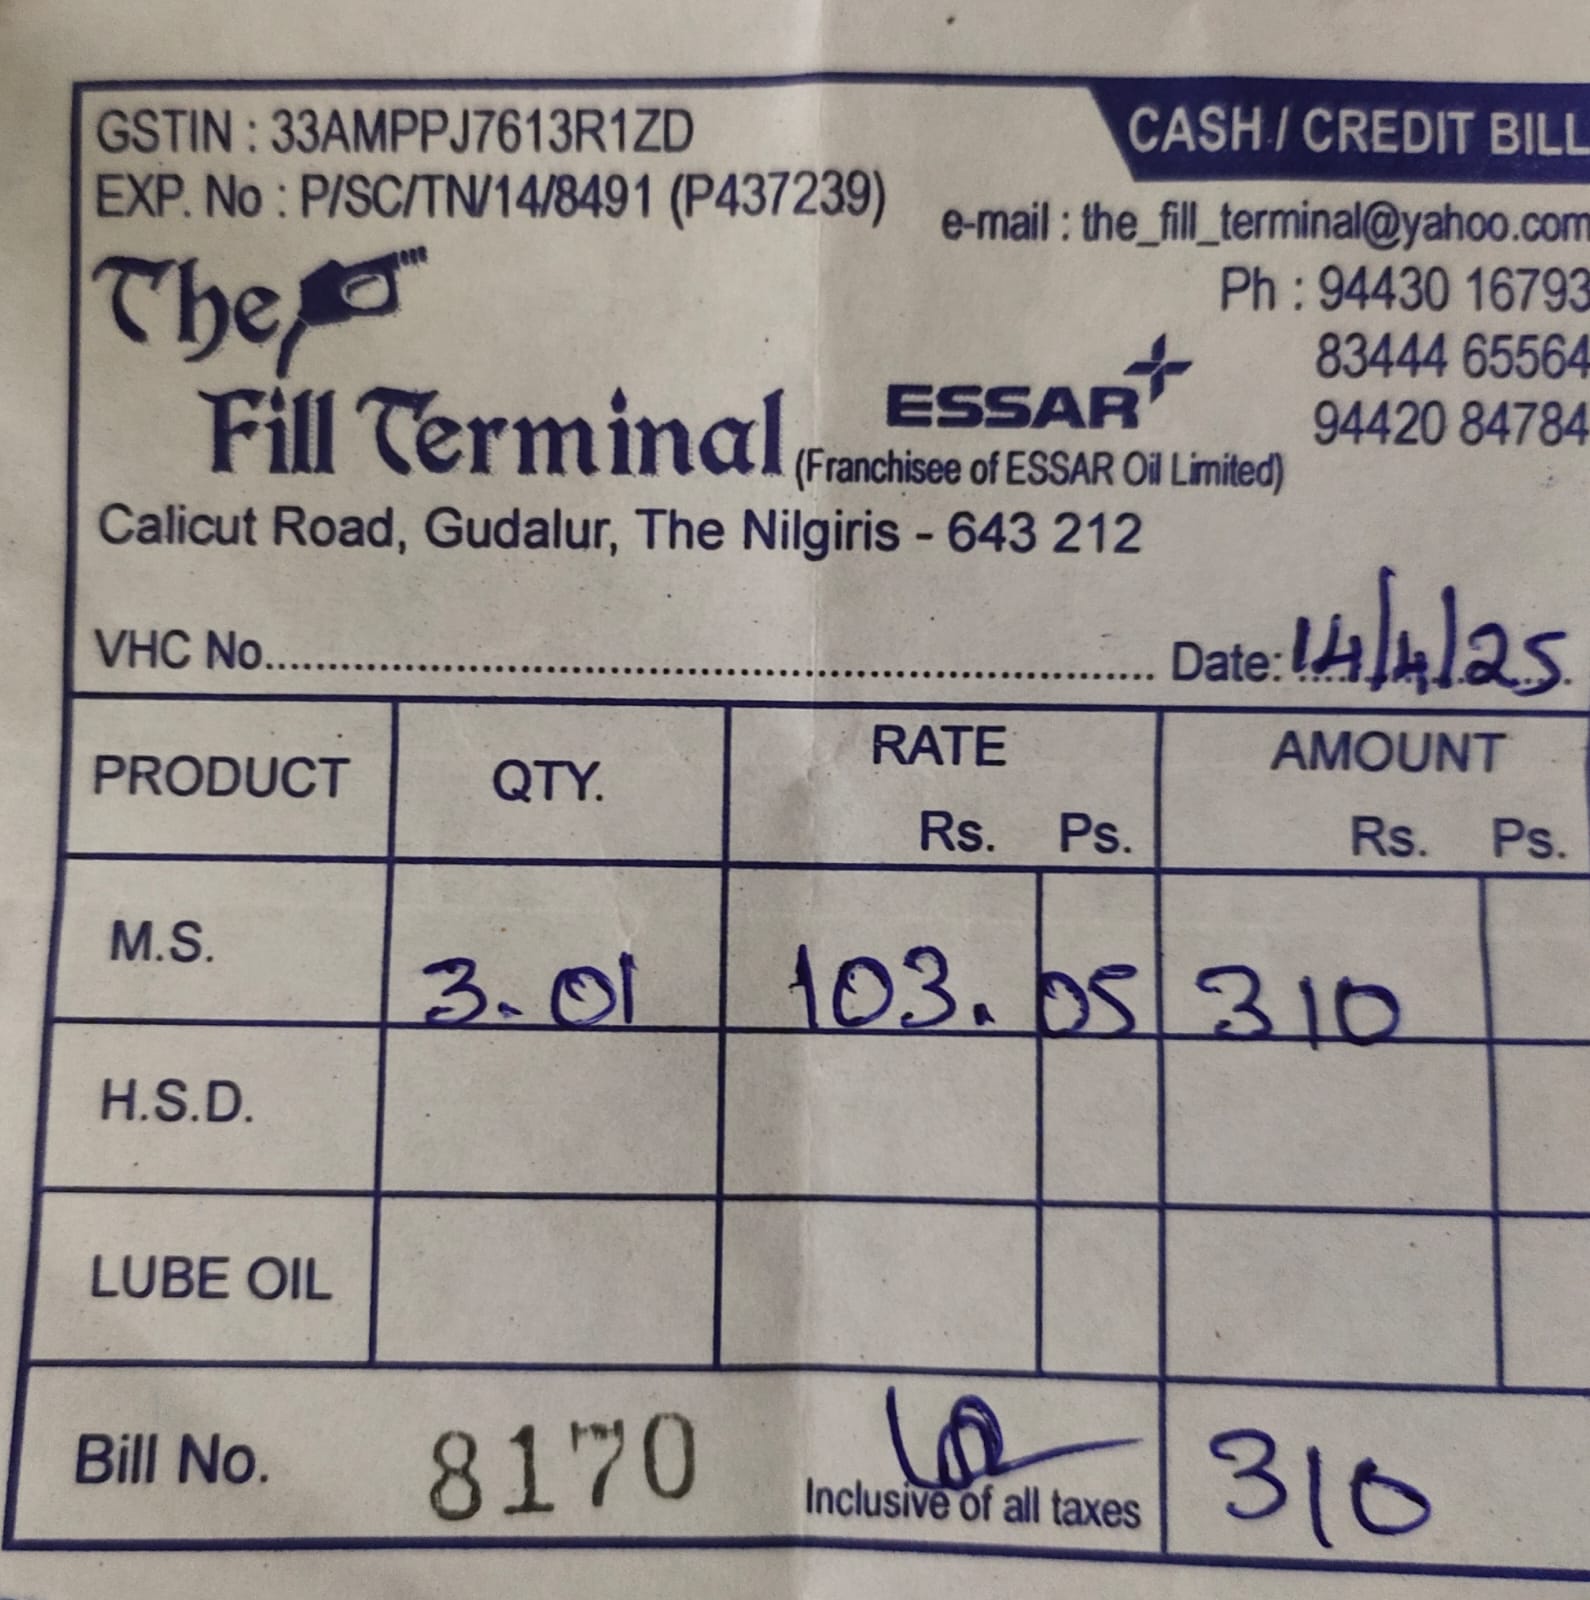 GSTIN : 33AMPPJ7613R1ZD
CASH / CREDIT BILL
EXP. No : P/SC/TN/14/8491 (P437239)
e-mail : the_fill_terminal@yahoo.com
Ph : 94430 16793
83444 65564
94420 84784
The
Fill Terminal
ESSAR
(Franchisee of ESSAR Oil Limited)
Calicut Road, Gudalur, The Nilgiris - 643 212
VHC No. Date: 14/4/25
PRODUCT QTY. RATE AMOUNT
Rs. Ps. Rs. Ps.
M.S. 3.01 103. 05 310
H.S.D.
LUBE OIL
Bill No. 8170 310
Inclusive of all taxes